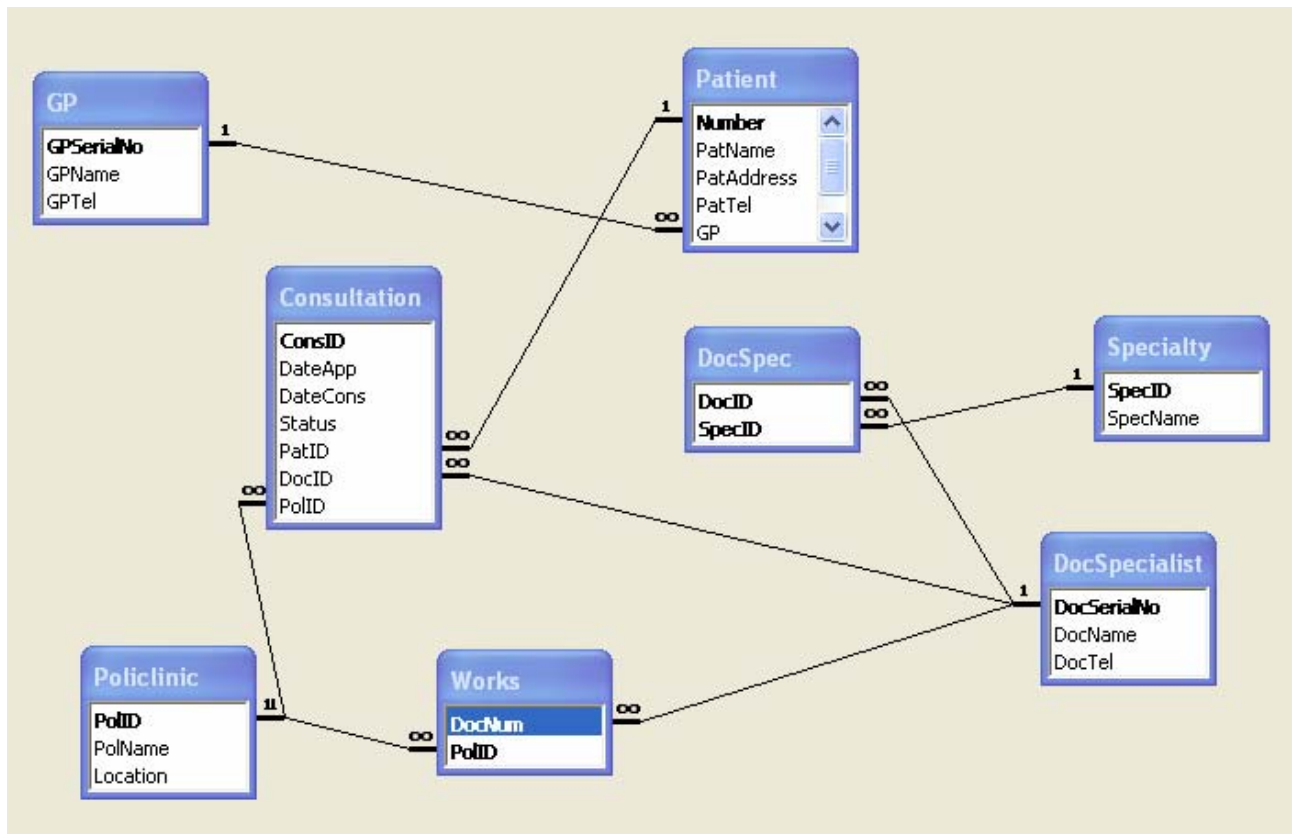 GP
GPSerialNo
GPName
GPTel
1
Patient
Number
PatName
PatAddress
PatTel
GP
1
∞
Consultation
ConsID
DateApp
DateCons
Status
PatID
DocID
PolID
∞
∞
∞
DocSpec
DocID
SpecID
∞
∞
Specialty
SpecID
SpecName
1
DocSpecialist
DocSerialNo
DocName
DocTel
1
Policlinic
PolID
PolName
Location
11
Works
DocNum
PolID
∞
∞